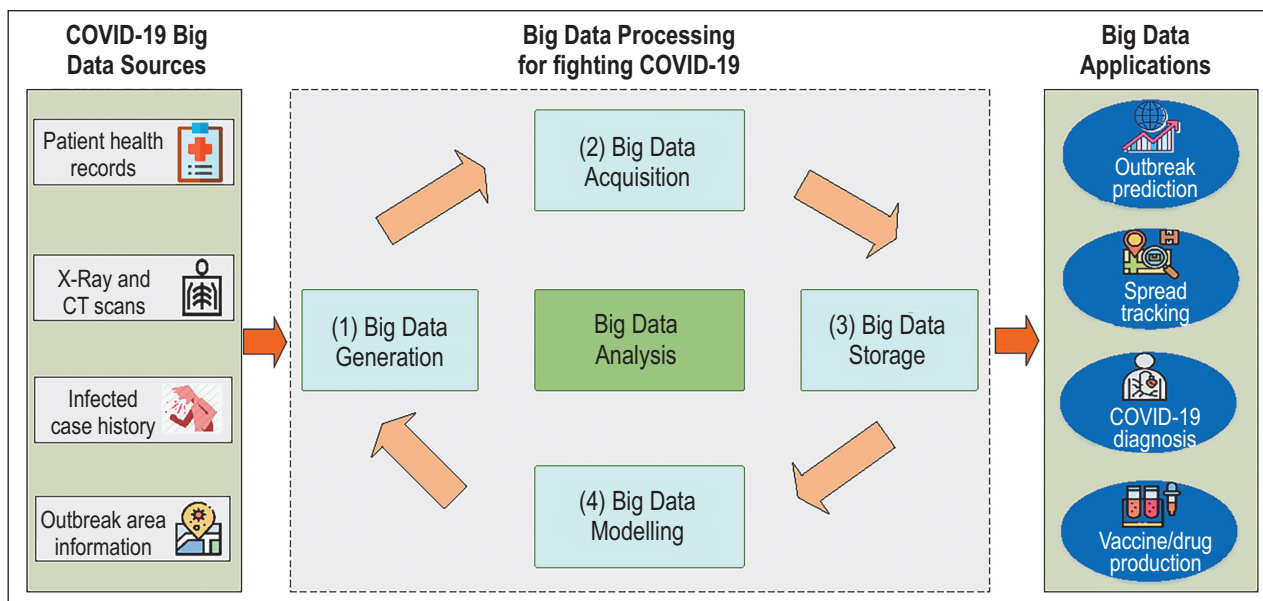 COVID-19 Big
Data Sources
Patient health
records
X-Ray and
CT scans
Infected
case history
Outbreak area
information
Big Data Processing
for fighting COVID-19
(1) Big Data
Generation
(2) Big Data
Acquisition
(3) Big Data
Storage
(4) Big Data
Modelling
Big Data
Analysis
Big Data
Applications
Outbreak
prediction
Spread
tracking
COVID-19
diagnosis
Vaccine/drug
production